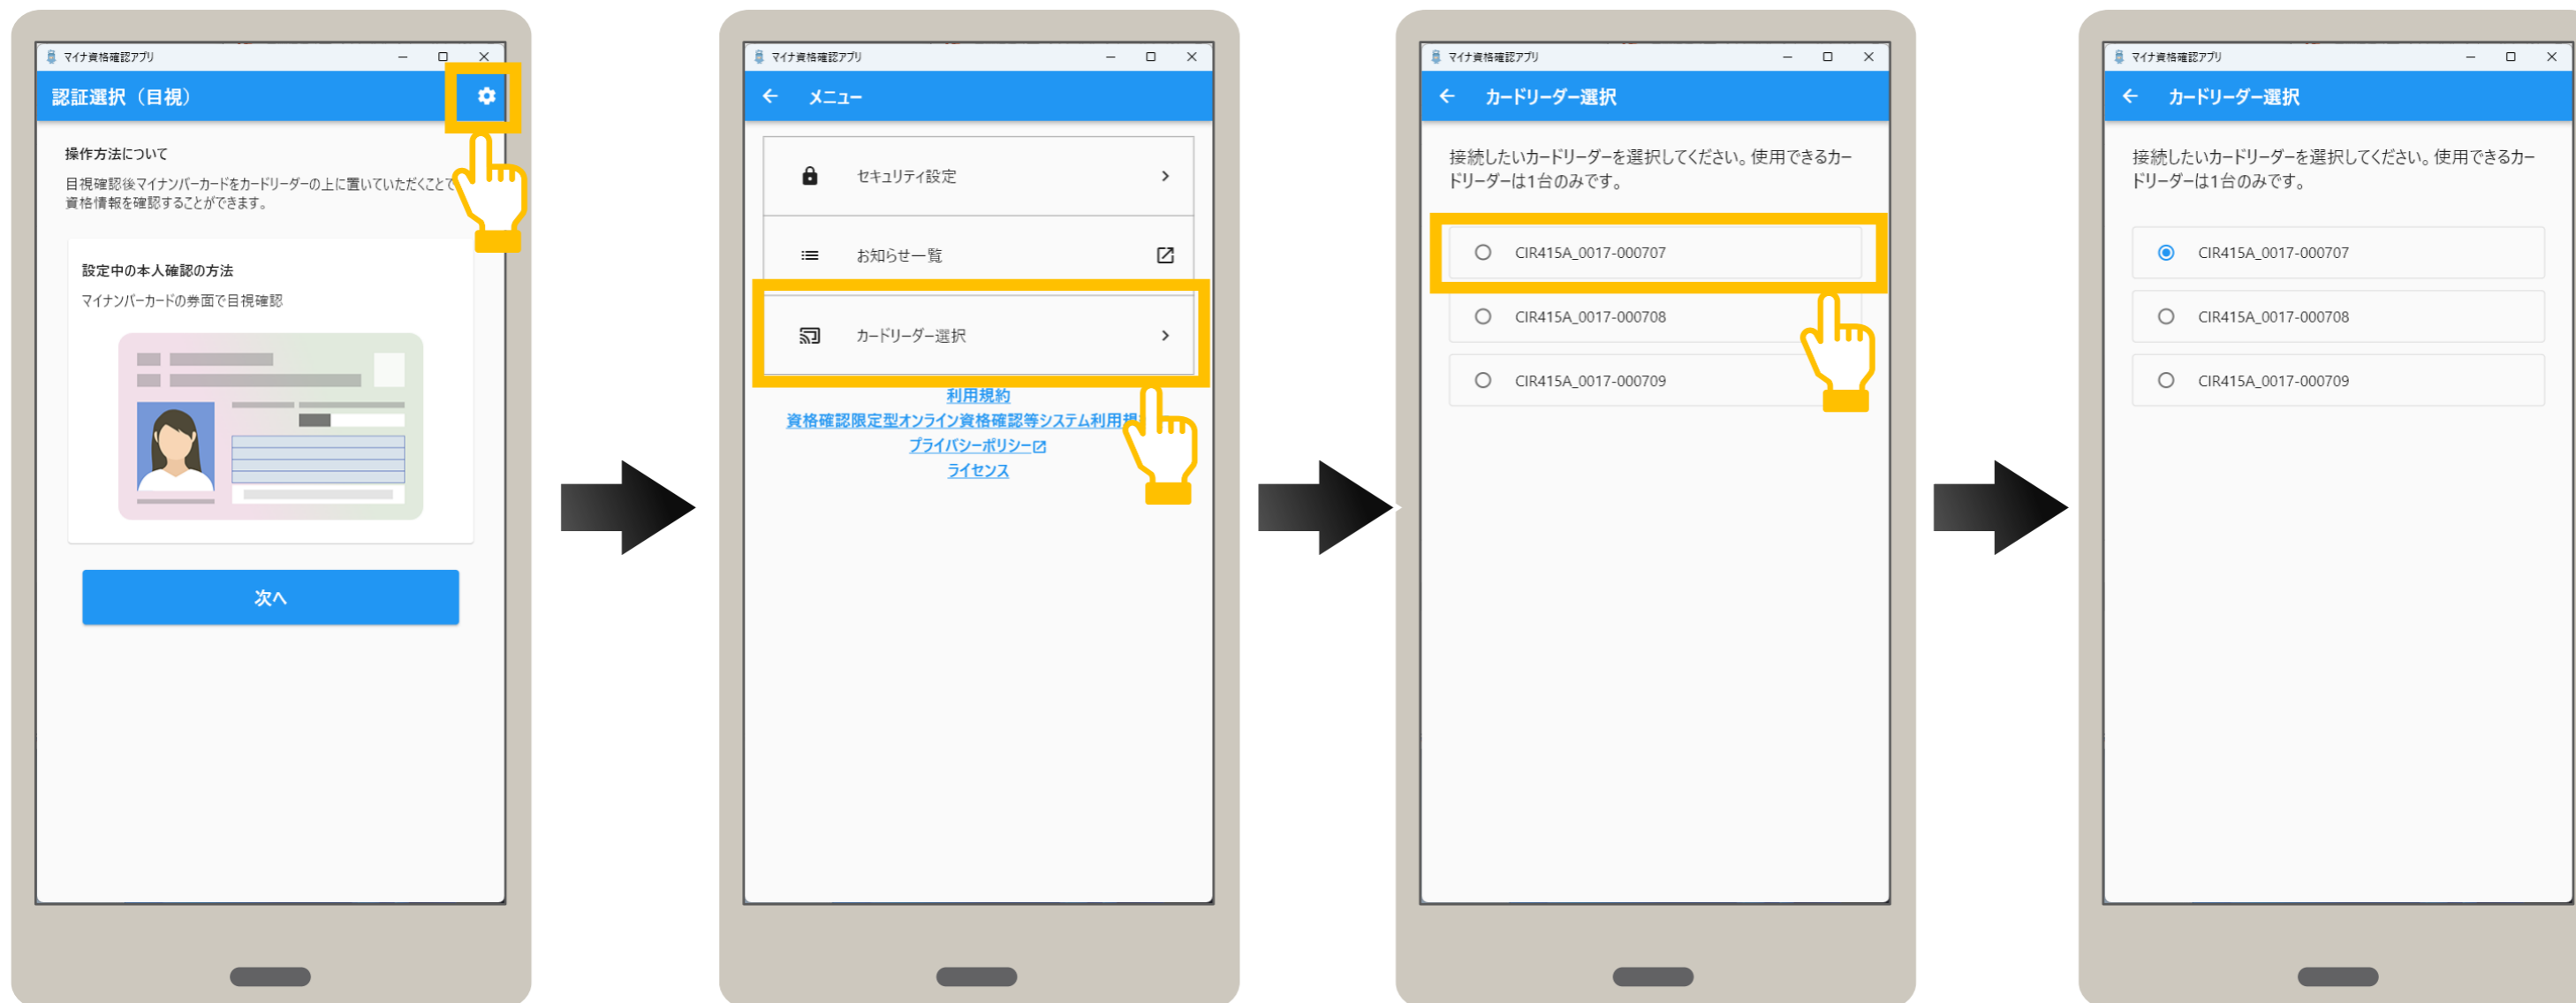 マイナ資格確認アプリ
認証選択（目視）
操作方法について
目視確認後マイナンバーカードをカードリーダーの上に置いていただくことで
資格情報を確認することができます。
設定中の本人確認の方法
マイナンバーカードの券面で目視確認
次へ
マイナ資格確認アプリ
メニュー
セキュリティ設定
お知らせ一覧
カードリーダー選択
利用規約
資格確認限定型オンライン資格確認等システム利用規
プライバシーポリシー
ライセンス
マイナ資格確認アプリ
カードリーダー選択
接続したいカードリーダーを選択してください。使用できるカー
ドリーダーは1台のみです。
CIR415A_0017-000707
CIR415A_0017-000708
CIR415A_0017-000709
マイナ資格確認アプリ
カードリーダー選択
接続したいカードリーダーを選択してください。使用できるカー
ドリーダーは1台のみです。
CIR415A_0017-000707
CIR415A_0017-000708
CIR415A_0017-000709